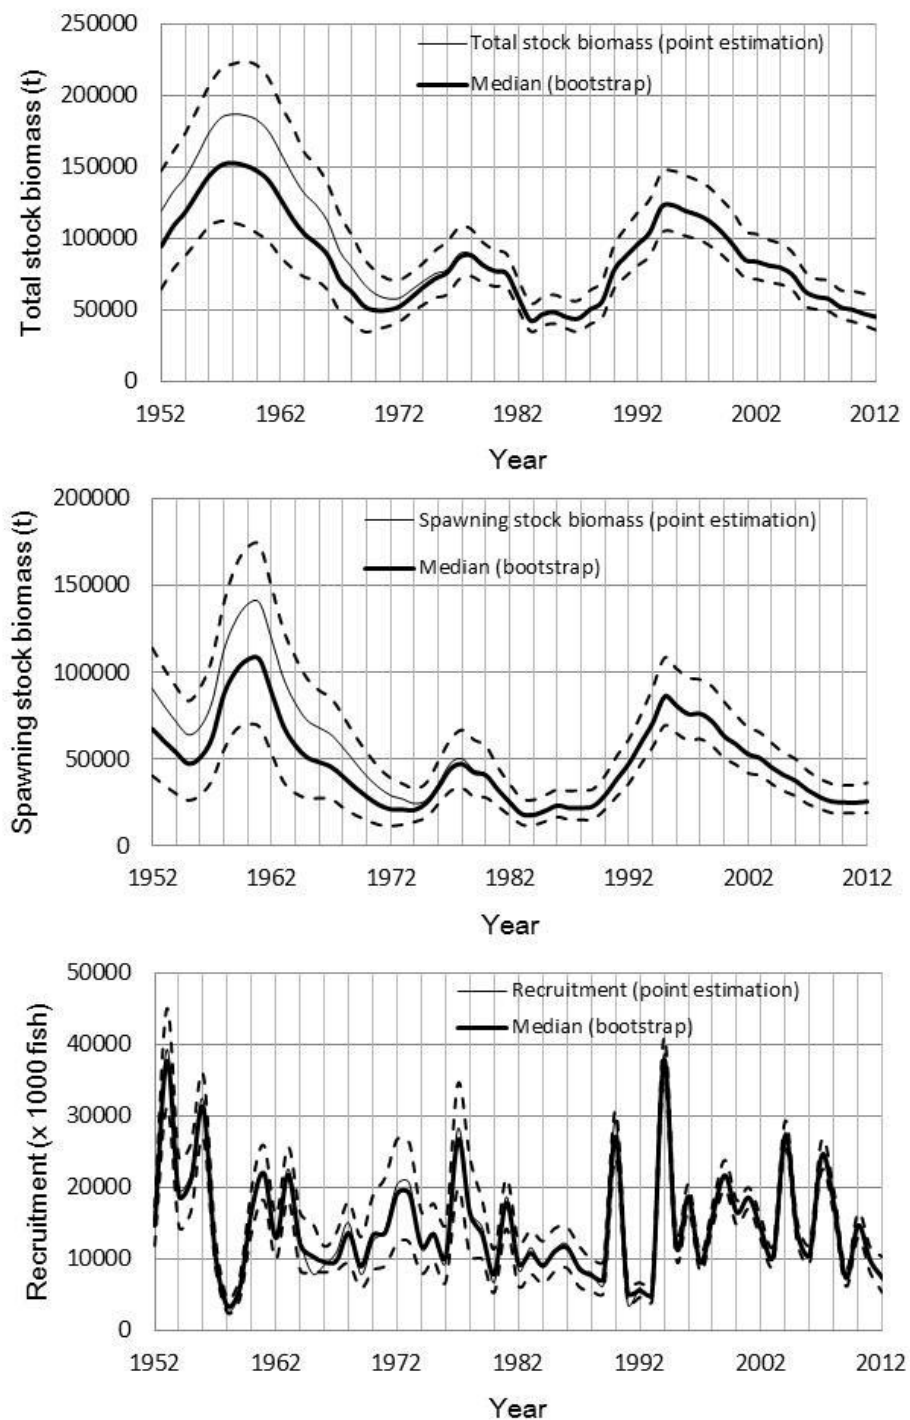 250000
200000
150000
100000
50000
0
Total stock biomass (t)
Total stock biomass (point estimation)
Median (bootstrap)
1952 1962 1972 1982 1992 2002 2012
Year
200000
150000
100000
50000
0
Spawning stock biomass (t)
Spawning stock biomass (point estimation)
Median (bootstrap)
1952 1962 1972 1982 1992 2002 2012
Year
50000
40000
30000
20000
10000
0
Recruitment (x 1000 fish)
Recruitment (point estimation)
Median (bootstrap)
1952 1962 1972 1982 1992 2002 2012
Year